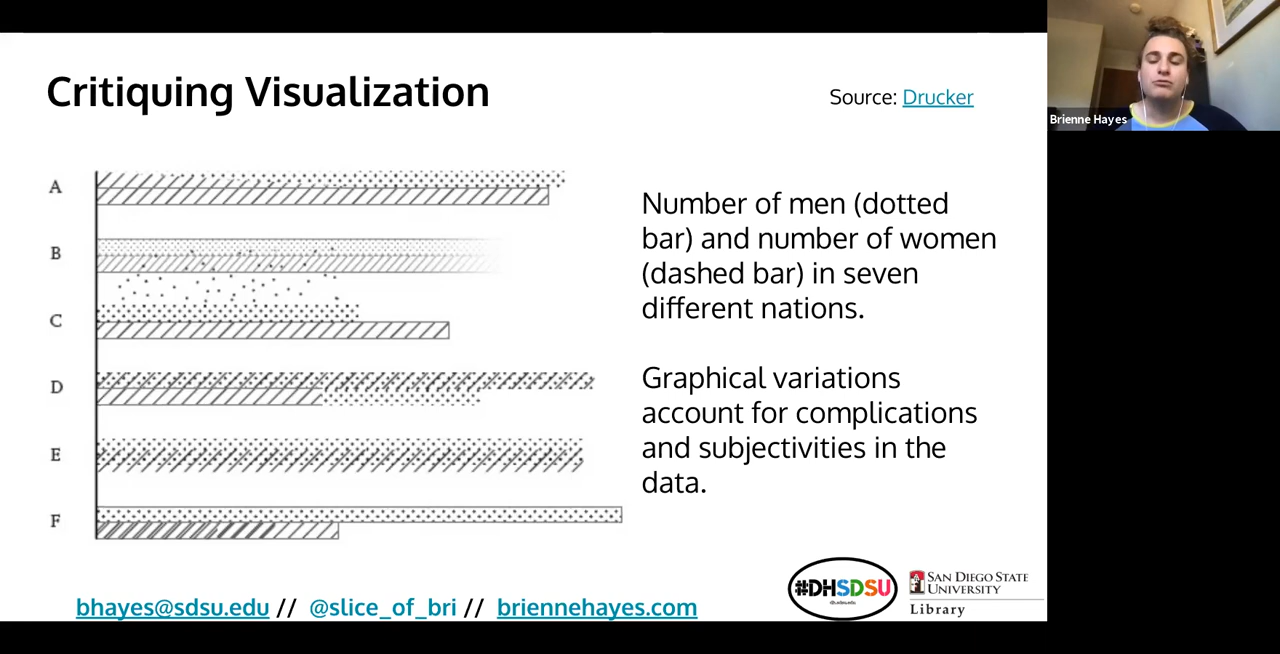 Critiquing Visualization
Source: Drucker
Brienne Hayes
A
B
C
D
E
F
Number of men (dotted
bar) and number of women
(dashed bar) in seven
different nations.
Graphical variations
account for complications
and subjectivities in the
data.
bhayes@sdsu.edu // @slice_of_bri // briennehayes.com
#DHSDSU
SAN DIEGO STATE
UNIVERSITY
Library